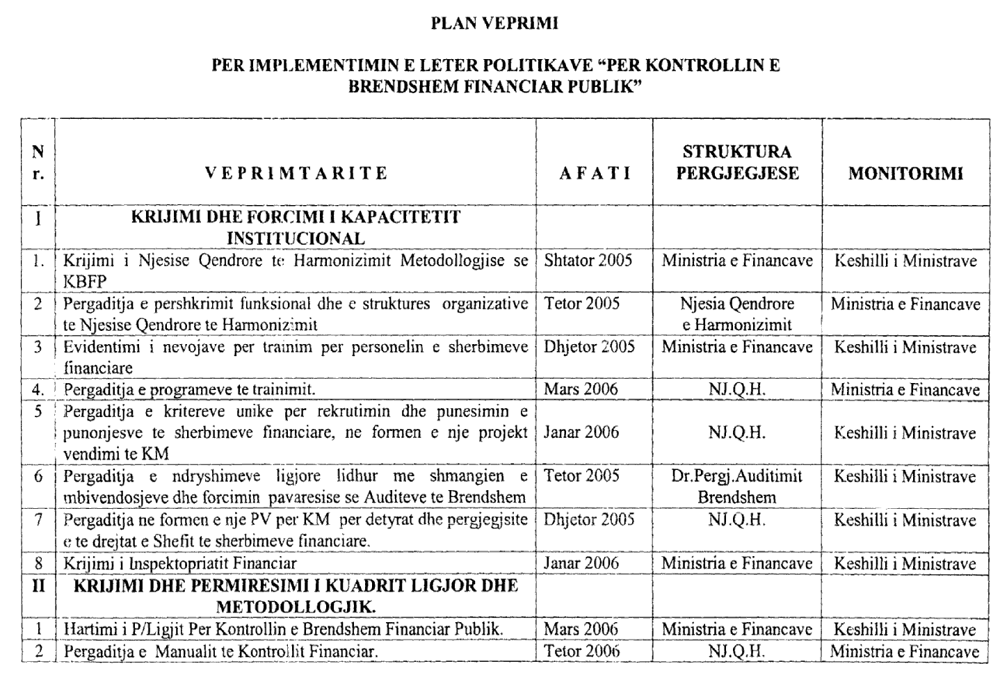 PLAN VEPRIMI
PER IMPLEMENTIMIN E LETER POLITIKAVE “PER KONTROLLIN E
BRENDSHEM FINANCIAR PUBLIK”
N
r.
V E P R I M T A R I T E
A F A T I
STRUKTURA
PERGJEGJESE
MONITORIMI
I
KRIJIMI DHE FORCIMI I KAPACITETIT
INSTITUCIONAL
1.
Krijimi i Njesise Qendrore te Harmonizimit Metodollogjise se
KBFP
Shtator 2005
Ministria e Financave
Keshilli i Ministrave
2
Pergaditja e pershkrimit funksional dhe e struktures organizative
te Njesise Qendrore te Harmonizimit
Tetor 2005
Njesia Qendrore
e Harmonizimit
Ministria e Financave
3
Evidentimi i nevojave per trainim per personelin e sherbimeve
financiare
Dhjetor 2005
Ministria e Financave
Keshilli i Ministrave
4.
Pergaditja e programeve te trainimit.
Mars 2006
NJ.Q.H.
Ministria e Financave
5
Pergaditja e kritereve unike per rekrutimin dhe punesimin e
punonjesve te sherbimeve financiare, ne formen e nje projekt
vendimi te KM
Janar 2006
NJ.Q.H.
Keshilli i Ministrave
6
Pergaditja e ndryshimeve ligjore lidhur me shmangien e
mbivendosjeve dhe forcimin pavaresise se Auditeve te Brendshem
Tetor 2005
Dr.Pergj.Auditimit
Brendshem
Keshilli i Ministrave
7
Pergaditja ne formen e nje PV per KM per detyrat dhe pergjegjsite
e te drejtat e Shefit te sherbimeve financiare.
Dhjetor 2005
NJ.Q.H.
Keshilli i Ministrave
8
Krijimi i Inspektopriatit Financiar
Janar 2006
Ministria e Financave
Keshilli i Ministrave
II
KRIJIMI DHE PERMIRESIMI I KUADRIT LIGJOR DHE
METODOLLOGJIK.
1
Hartimi i P/Ligjit Per Kontrollin e Brendshem Financiar Publik.
Mars 2006
Ministria e Financave
Keshilli i Ministrave
2
Pergaditja e Manualit te Kontrollit Financiar.
Tetor 2006
NJ.Q.H.
Ministria e Financave